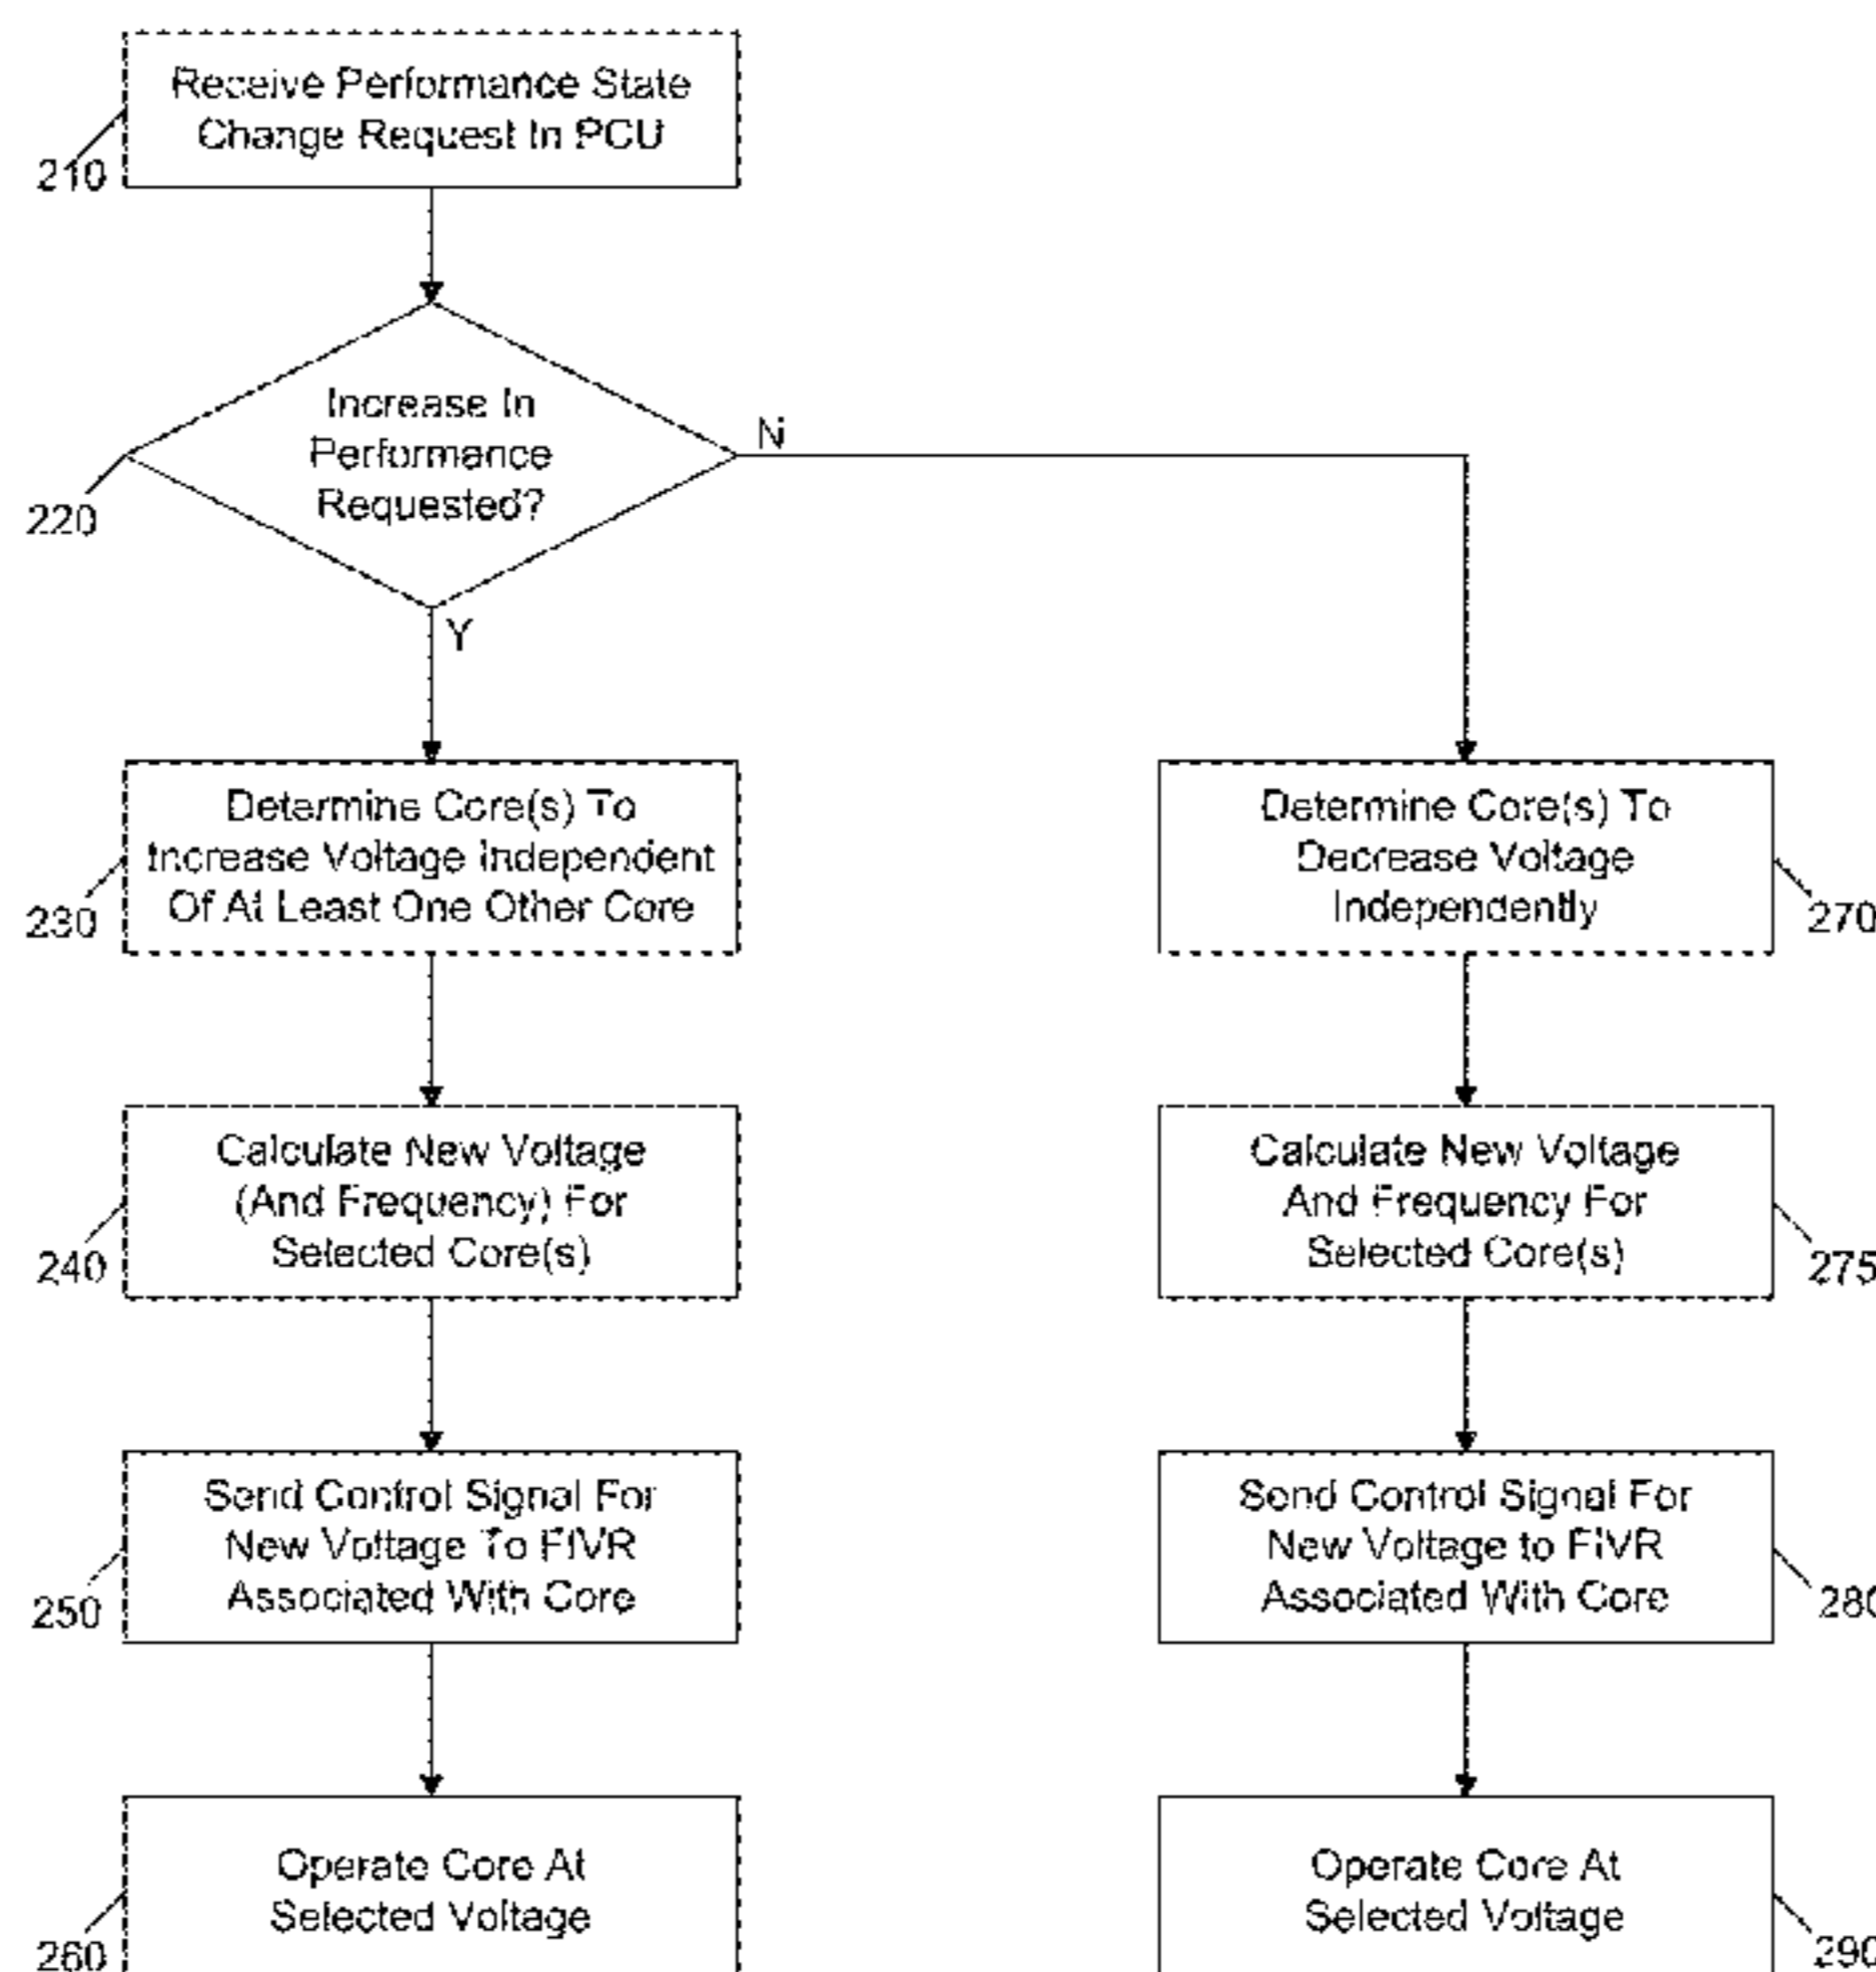 Receive Performance State
Change Request In PCU
210
Increase In
Performance
Requested?
220
N
Y
Determine Core(s) To
Increase Voltage Independent
Of At Least One Other Core
230
Determine Core(s) To
Decrease Voltage
Independently
270
Calculate New Voltage
(And Frequency) For
Selected Core(s)
240
Calculate New Voltage
And Frequency For
Selected Core(s)
275
Send Control Signal For
New Voltage To FIVR
Associated With Core
250
Send Control Signal For
New Voltage to FIVR
Associated With Core
280
Operate Core At
Selected Voltage
260
Operate Core At
Selected Voltage
290